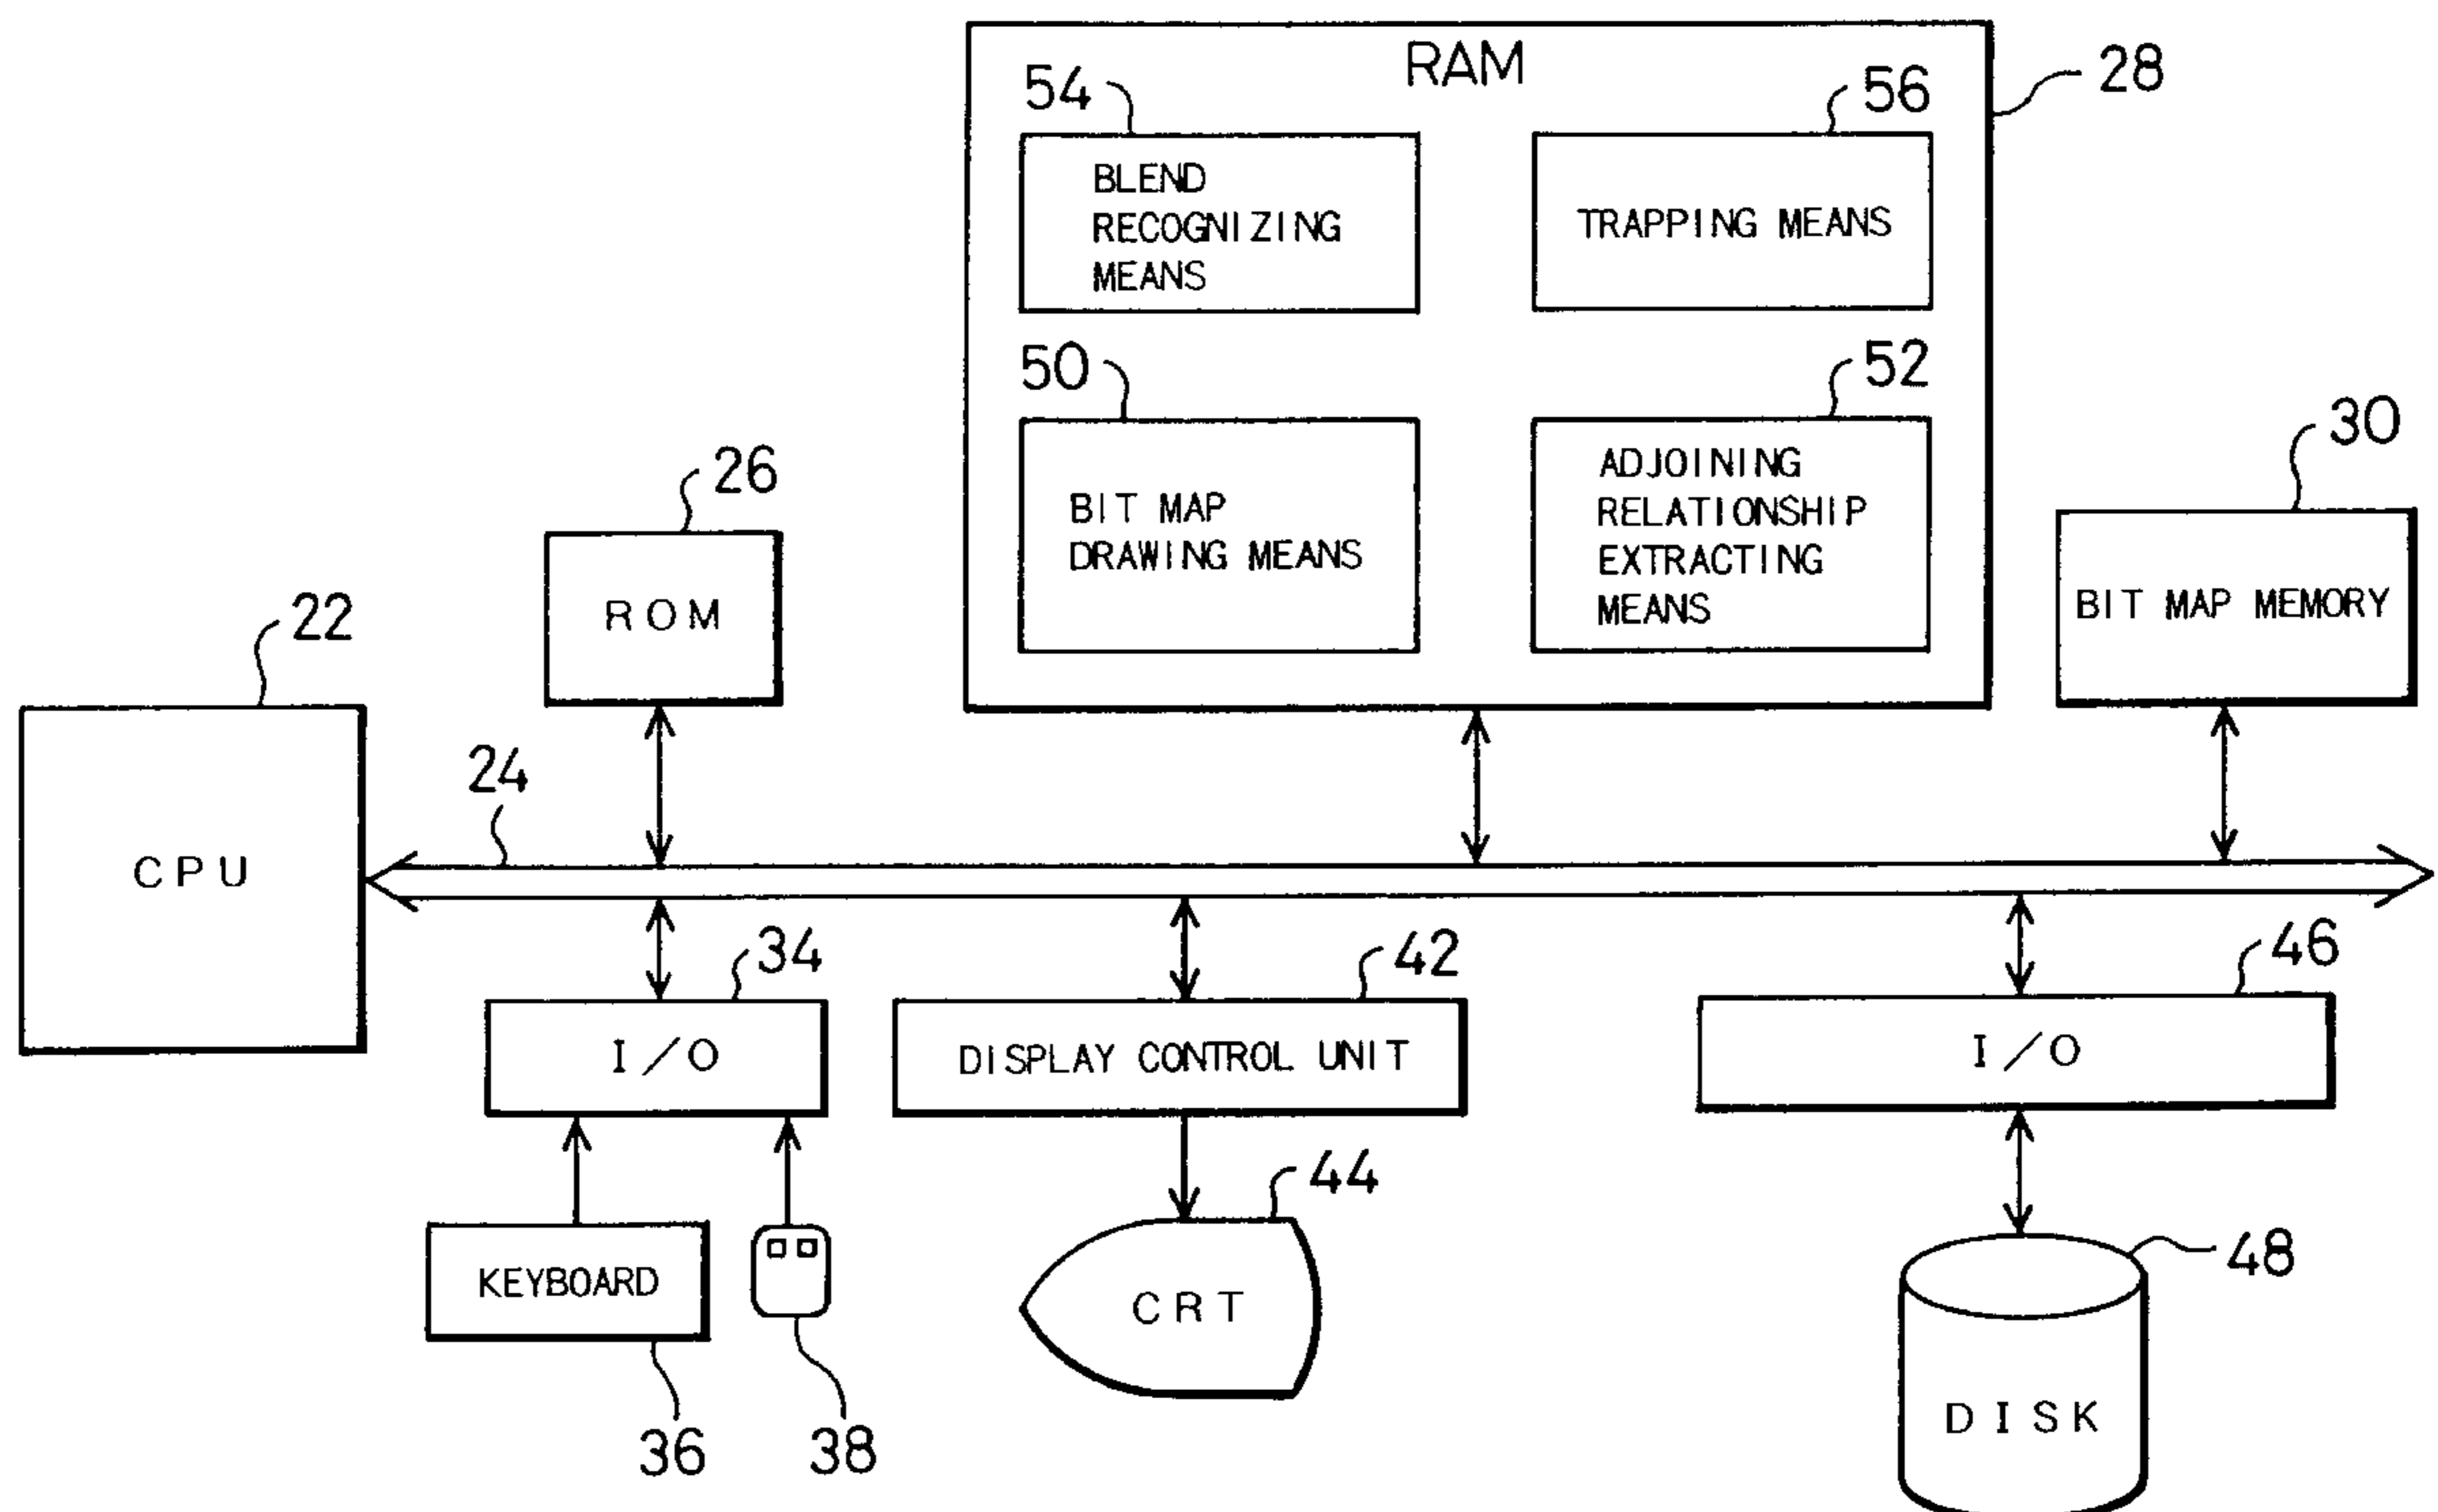 RAM
28
54
56
BLEND
RECOGNIZING
MEANS
TRAPPING MEANS
50
52
BIT MAP
DRAWING MEANS
ADJOINING
RELATIONSHIP
EXTRACTING
MEANS
30
BIT MAP MEMORY
26
ROM
22
CPU
24
34
I/O
42
DISPLAY CONTROL UNIT
46
I/O
KEYBOARD
36
38
44
CRT
48
DISK